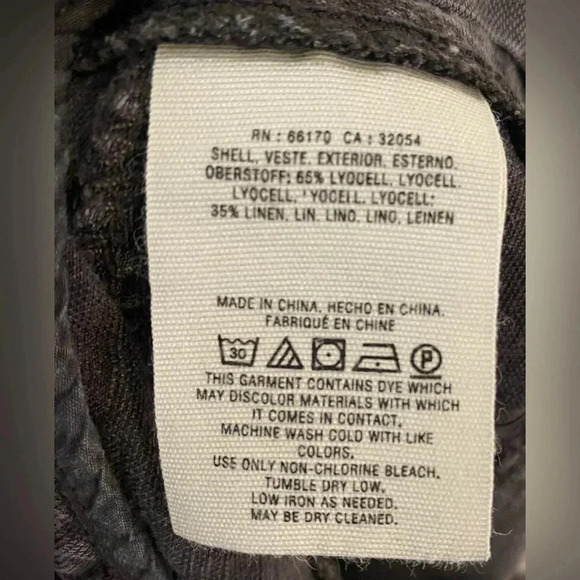 RN : 66170 CA : 32054
SHELL, VESTE, EXTERIOR, ESTERNO,
OBERSTOFF: 65% LYOCELL, LYOCELL,
LYOCELL, LYOCELL:
35% LINEN, LIN, LINO, LINO, LEINEN
MADE IN CHINA, HECHO EN CHINA,
FABRIQUÉ EN CHINE
30 P
THIS GARMENT CONTAINS DYE WHICH
MAY DISCOLOR MATERIALS WITH WHICH
IT COMES IN CONTACT.
MACHINE WASH COLD WITH LIKE
COLORS.
USE ONLY NON-CHLORINE BLEACH.
TUMBLE DRY LOW.
LOW IRON AS NEEDED.
MAY BE DRY CLEANED.